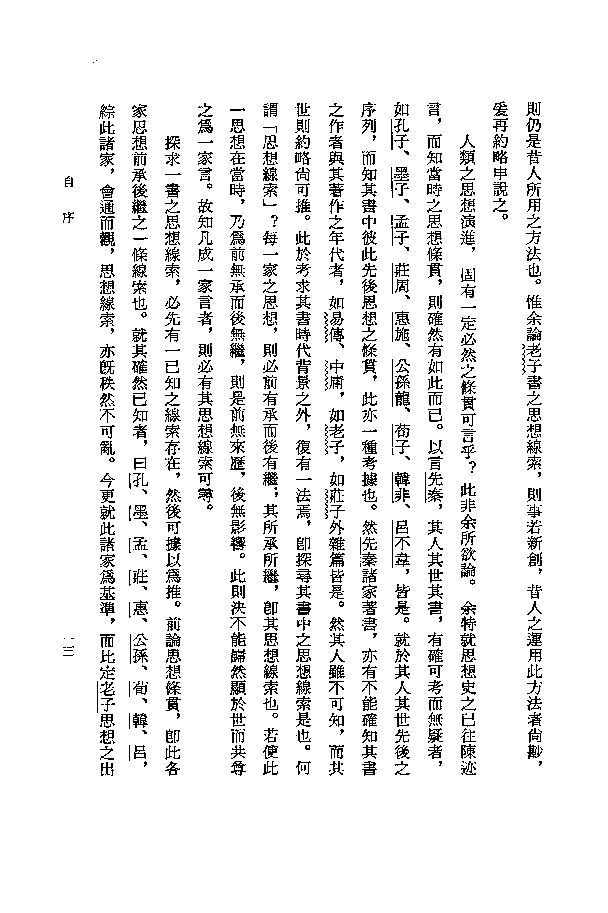 則仍是昔人所用之方法也。惟余論老子書之思想線索，則事若新創，昔人之運用此方法者尙尠，
爰再約略申說之。
人類之思想演進，固有一定必然之條貫可言乎？此非余所欲論。余特就思想史之已往陳迹
言，而知當時之思想條貫，則確然有如此而已。以言先秦，其人其世其書，有確可考而無疑者，
如孔子、墨子、孟子、莊周、惠施、公孫龍、荀子、韓非、呂不韋，皆是。就於其人其世先後之
序列，而知其書中彼此先後思想之條貫，此亦一種考據也。然先秦諸家著書，亦有不能確知其書
之作者與其著作之年代者，如易傳、中庸，如老子，如莊子外雜篇皆是。然其人雖不可知，而其
世則約略尙可推。此於考求其書時代背景之外，復有一法焉，卽探尋其書中之思想線索是也。何
謂「思想線索」？每一家之思想，則必前有承而後有繼；其所承所繼，卽其思想線索也。若使此
一思想在當時，乃爲前無承而後無繼，則是前無來歷，後無影響。此則決不能巋然顯於世而共尊
之爲一家言。故知凡成一家言者，則必有其思想線索可尋。
探求一書之思想線索，必先有一已知之線索存在，然後可據以爲推。前論思想條貫，卽此各
家思想前承後繼之一條線索也。就其確然已知者，曰孔、墨、孟、莊、惠、公孫、荀、韓、呂，
綜此諸家，會通而觀，思想線索，亦旣秩然不可亂。今更就此諸家爲基準，而比定老子思想之出
自序
一三